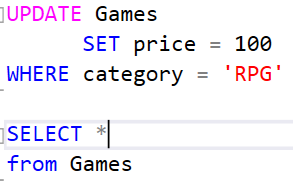 UPDATE Games
SET price = 100
WHERE category = 'RPG'
SELECT *
from Games